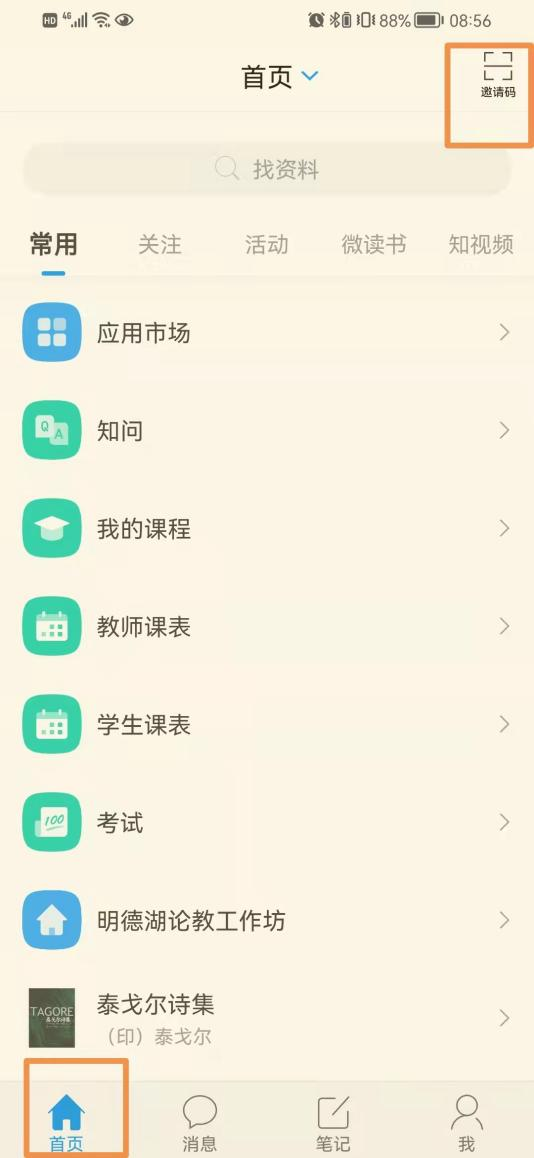 HD 4G 88% 08:56
首页
邀请码
找资料
常用 关注 活动 微读书 知视频
应用市场
Q
A
知问
我的课程
教师课表
学生课表
100
考试
明德湖论教工作坊
TAGORE
泰戈尔诗集
泰戈尔诗集
（印）泰戈尔
首页 消息 笔记 我